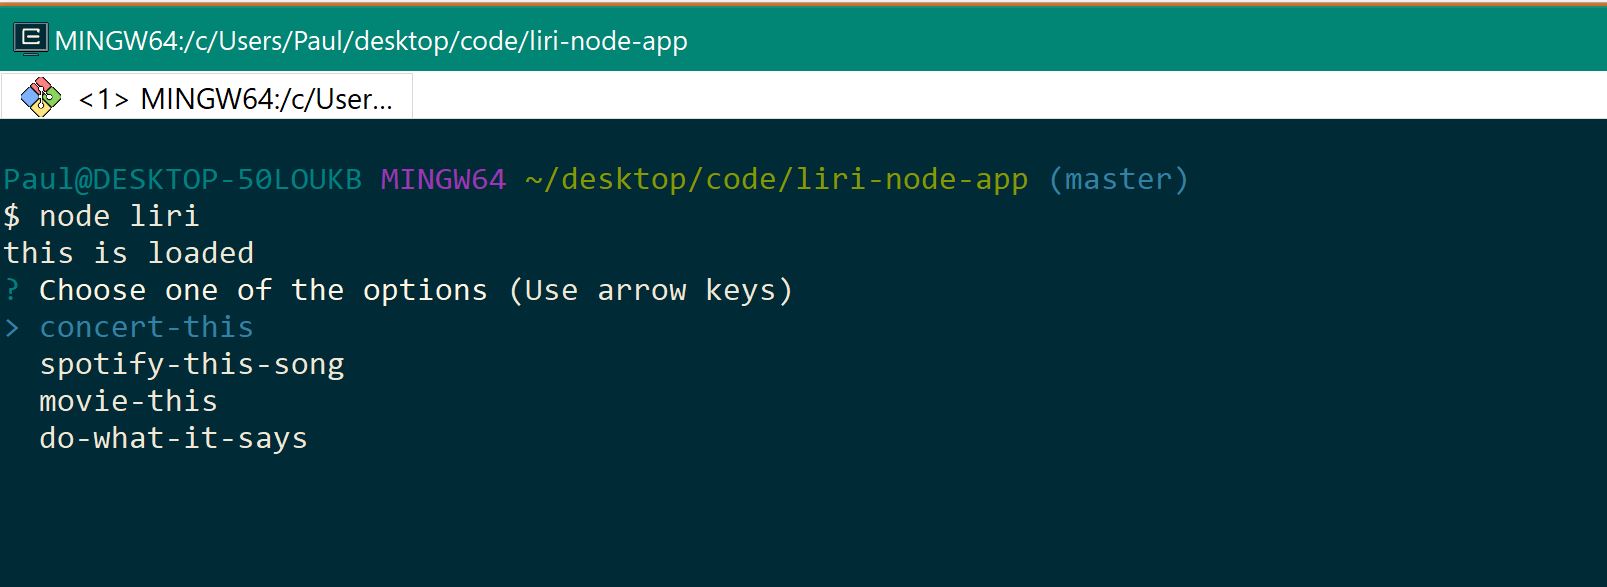 MINGW64:/c/Users/Paul/desktop/code/liri-node-app
<1> MINGW64:/c/User...
Paul@DESKTOP-50LOUKB MINGW64 ~/desktop/code/liri-node-app (master)
$ node liri
this is loaded
? Choose one of the options (Use arrow keys)
> concert-this
spotify-this-song
movie-this
do-what-it-says